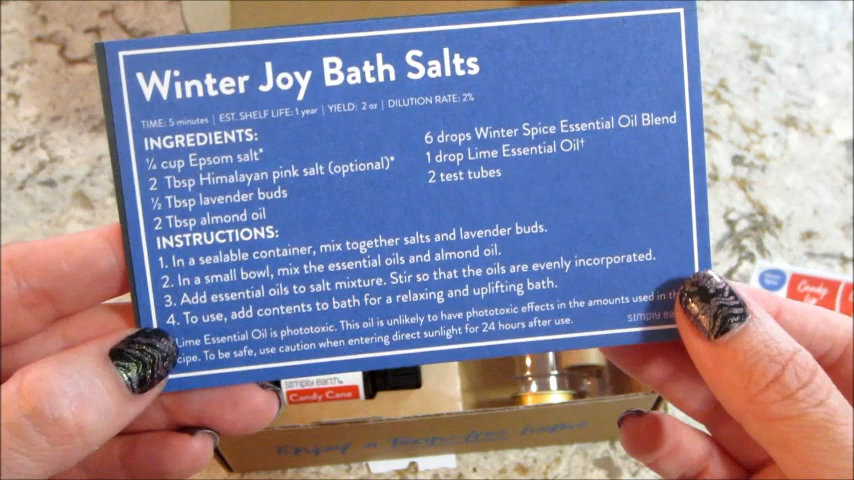 Winter Joy Bath Salts
TIME: 5 minutes | EST. SHELF LIFE: 1 year | YIELD: 2 oz | DILUTION RATE: 2%
INGREDIENTS:
¼ cup Epsom salt*
2 Tbsp Himalayan pink salt (optional)*
½ Tbsp lavender buds
2 Tbsp almond oil
6 drops Winter Spice Essential Oil Blend
1 drop Lime Essential Oil†
2 test tubes
INSTRUCTIONS:
1. In a sealable container, mix together salts and lavender buds.
2. In a small bowl, mix the essential oils and almond oil.
3. Add essential oils to salt mixture. Stir so that the oils are evenly incorporated.
4. To use, add contents to bath for a relaxing and uplifting bath.
Lime Essential Oil is phototoxic. This oil is unlikely to have phototoxic effects in the amounts used in
cipe. To be safe, use caution when entering direct sunlight for 24 hours after use.
simply earth
simply earth
Candy Cane
Candy
Enjoy a home